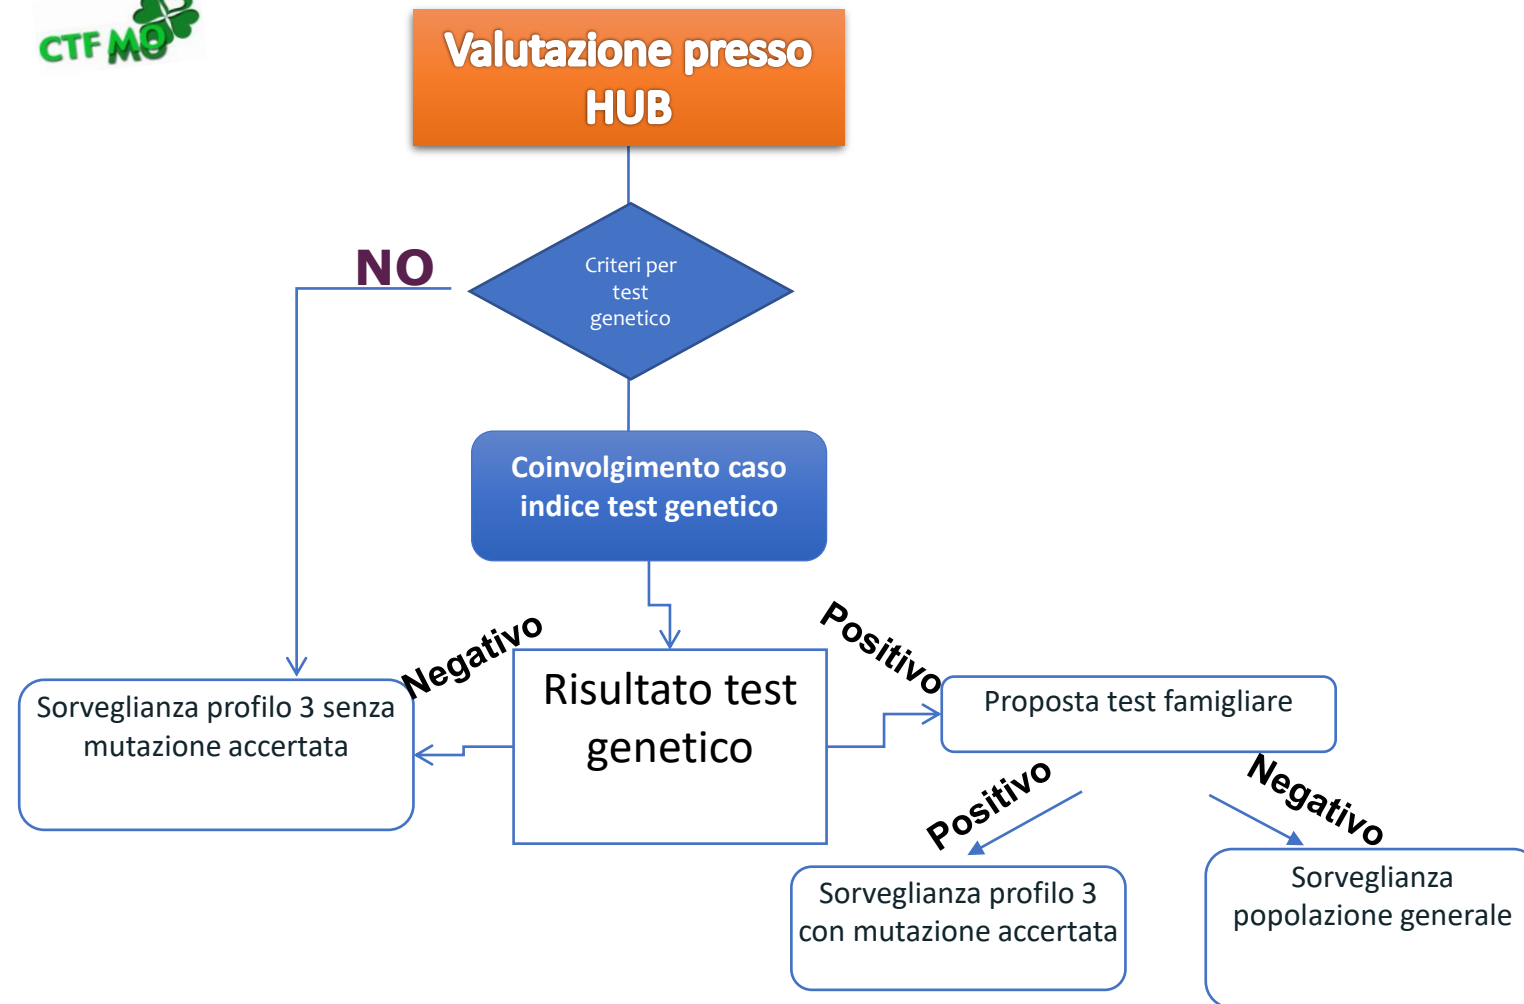 CTF MO
Valutazione presso
HUB
NO
Criteri per
test
genetico
Coinvolgimento caso
indice test genetico
Negativo
Positivo
Sorveglianza profilo 3 senza
mutazione accertata
Risultato test
genetico
Proposta test famigliare
Positivo
Negativo
Sorveglianza profilo 3
con mutazione accertata
Sorveglianza
popolazione generale